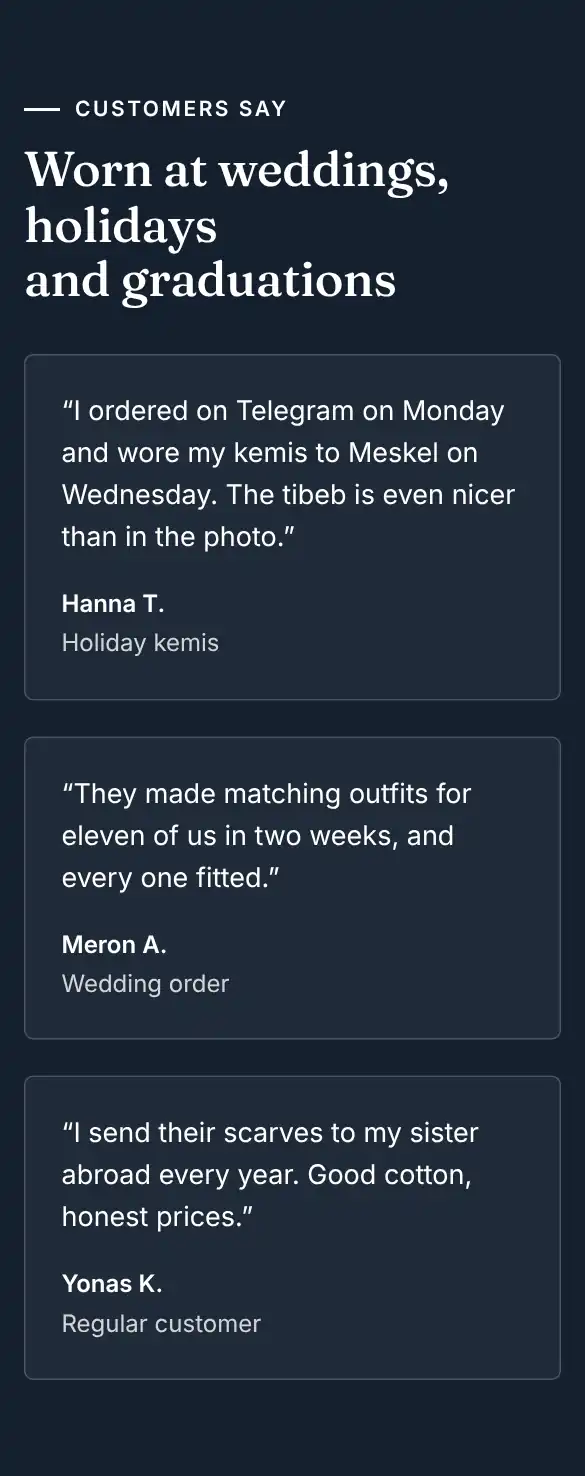 CUSTOMERS SAY
Worn at weddings,
holidays
and graduations
“I ordered on Telegram on Monday
and wore my kemis to Meskel on
Wednesday. The tibeb is even nicer
than in the photo.”
Hanna T.
Holiday kemis
“They made matching outfits for
eleven of us in two weeks, and
every one fitted.”
Meron A.
Wedding order
“I send their scarves to my sister
abroad every year. Good cotton,
honest prices.”
Yonas K.
Regular customer